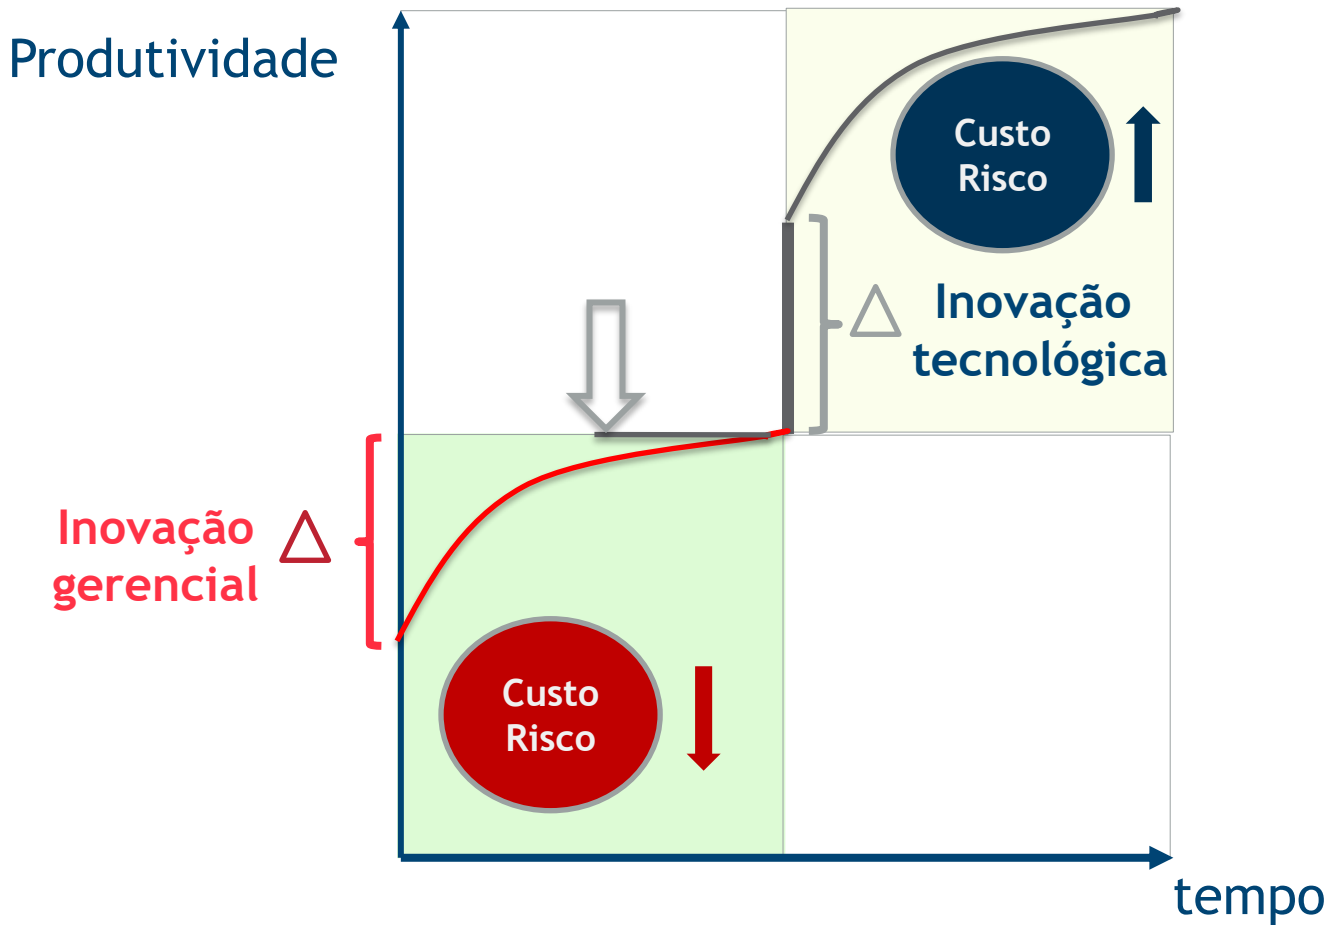 Produtividade
Custo
Risco
Inovação
tecnológica
Inovação
gerencial
Custo
Risco
tempo